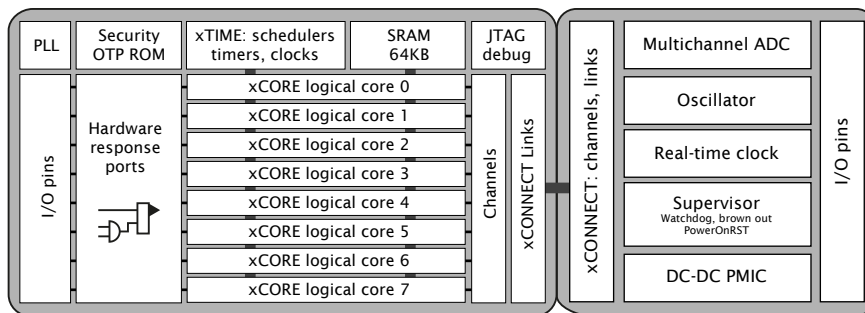 PLL
Security
OTP ROM
xTIME: schedulers
timers, clocks
SRAM
64KB
JTAG
debug
I/O pins
Hardware
response
ports
xCORE logical core 0
xCORE logical core 1
xCORE logical core 2
xCORE logical core 3
xCORE logical core 4
xCORE logical core 5
xCORE logical core 6
xCORE logical core 7
Channels
xCONNECT Links
xCONNECT: channels, links
Multichannel ADC
Oscillator
Real-time clock
Supervisor
Watchdog, brown out
PowerOnRST
DC-DC PMIC
I/O pins